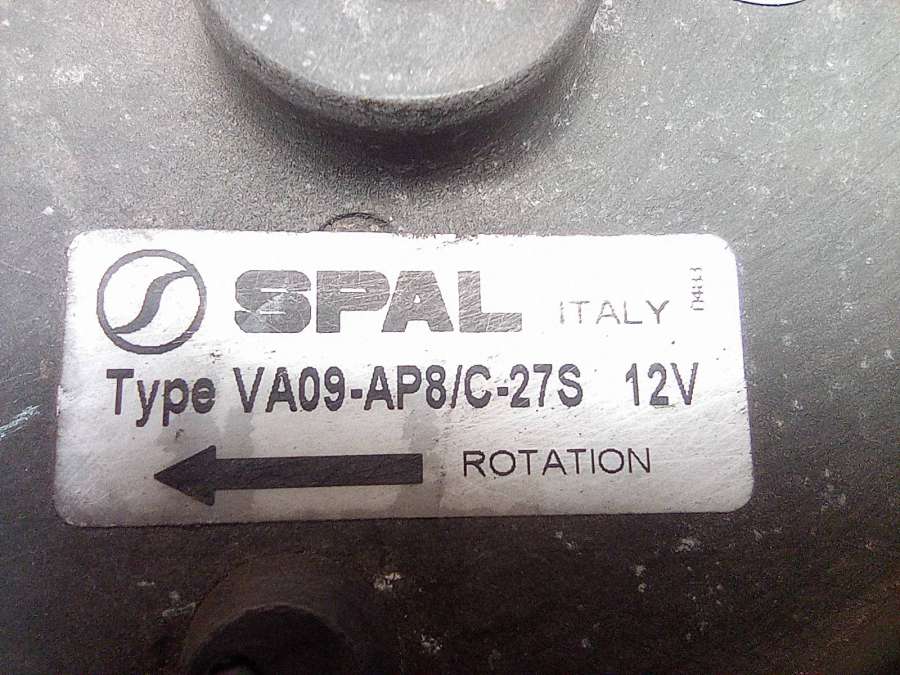 SPAL ITALY
Type VA09-AP8/C-27S 12V
ROTATION